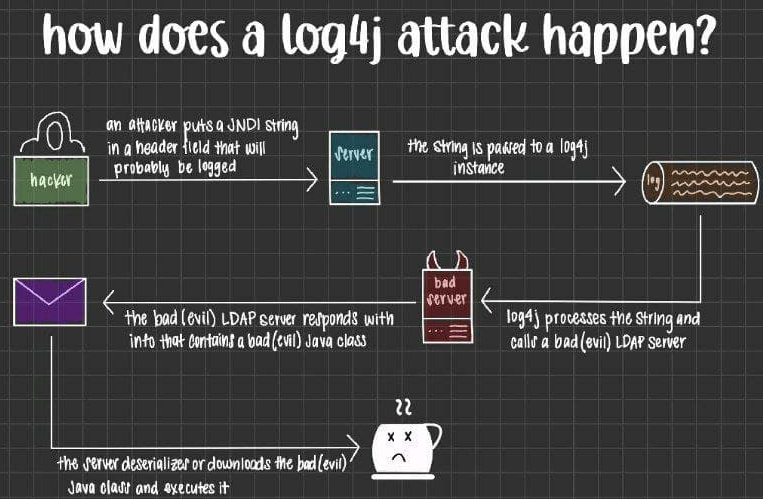 how does a log4j attack happen?
an attacker puts a JNDI string
in a header field that will
probably be logged
hacker
server
the string is passed to a log4j
instance
log
bad
server
log4j processes the string and
calls a bad(evil) LDAP server
the bad(evil) LDAP server responds with
info that contains a bad(evil) Java class
the server deserializes or downloads the bad(evil)
Java class and executes it